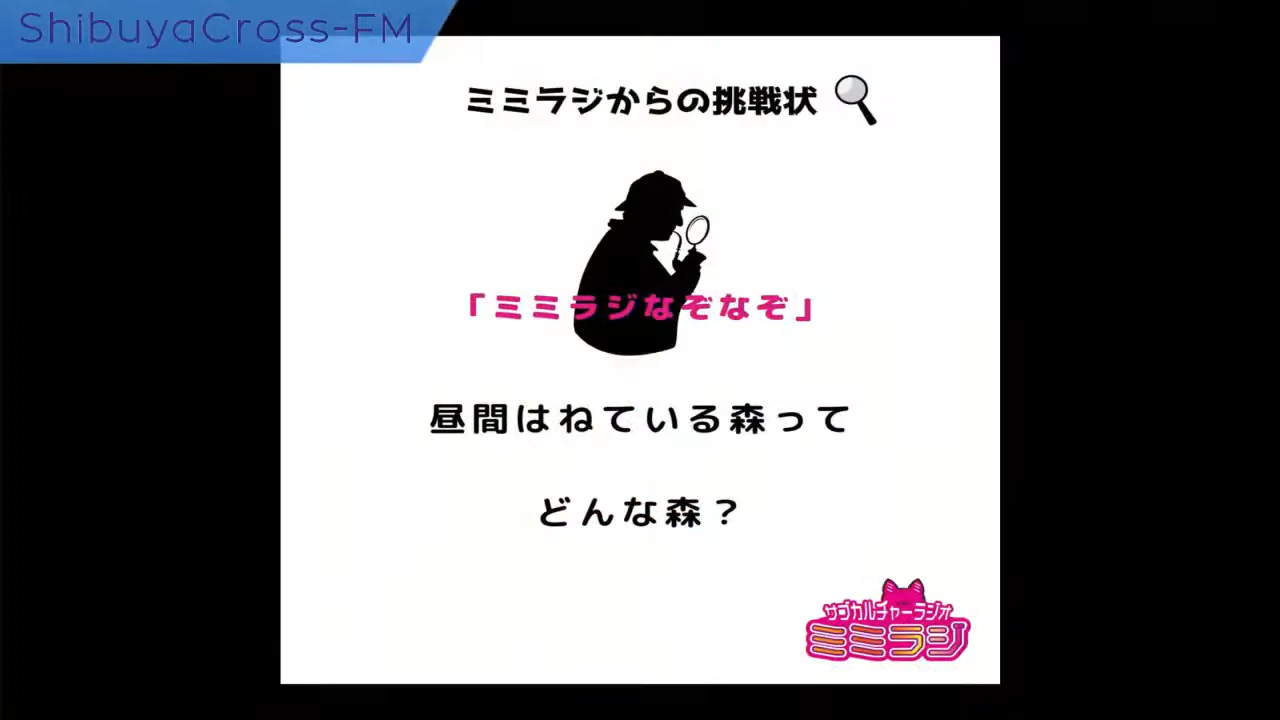 ShibuyaCross-FM
ミミラジからの挑戦状
「ミミラジなぞなぞ」
昼間はねている森って
どんな森？
サブカルチャーラジオ
ミミラジ